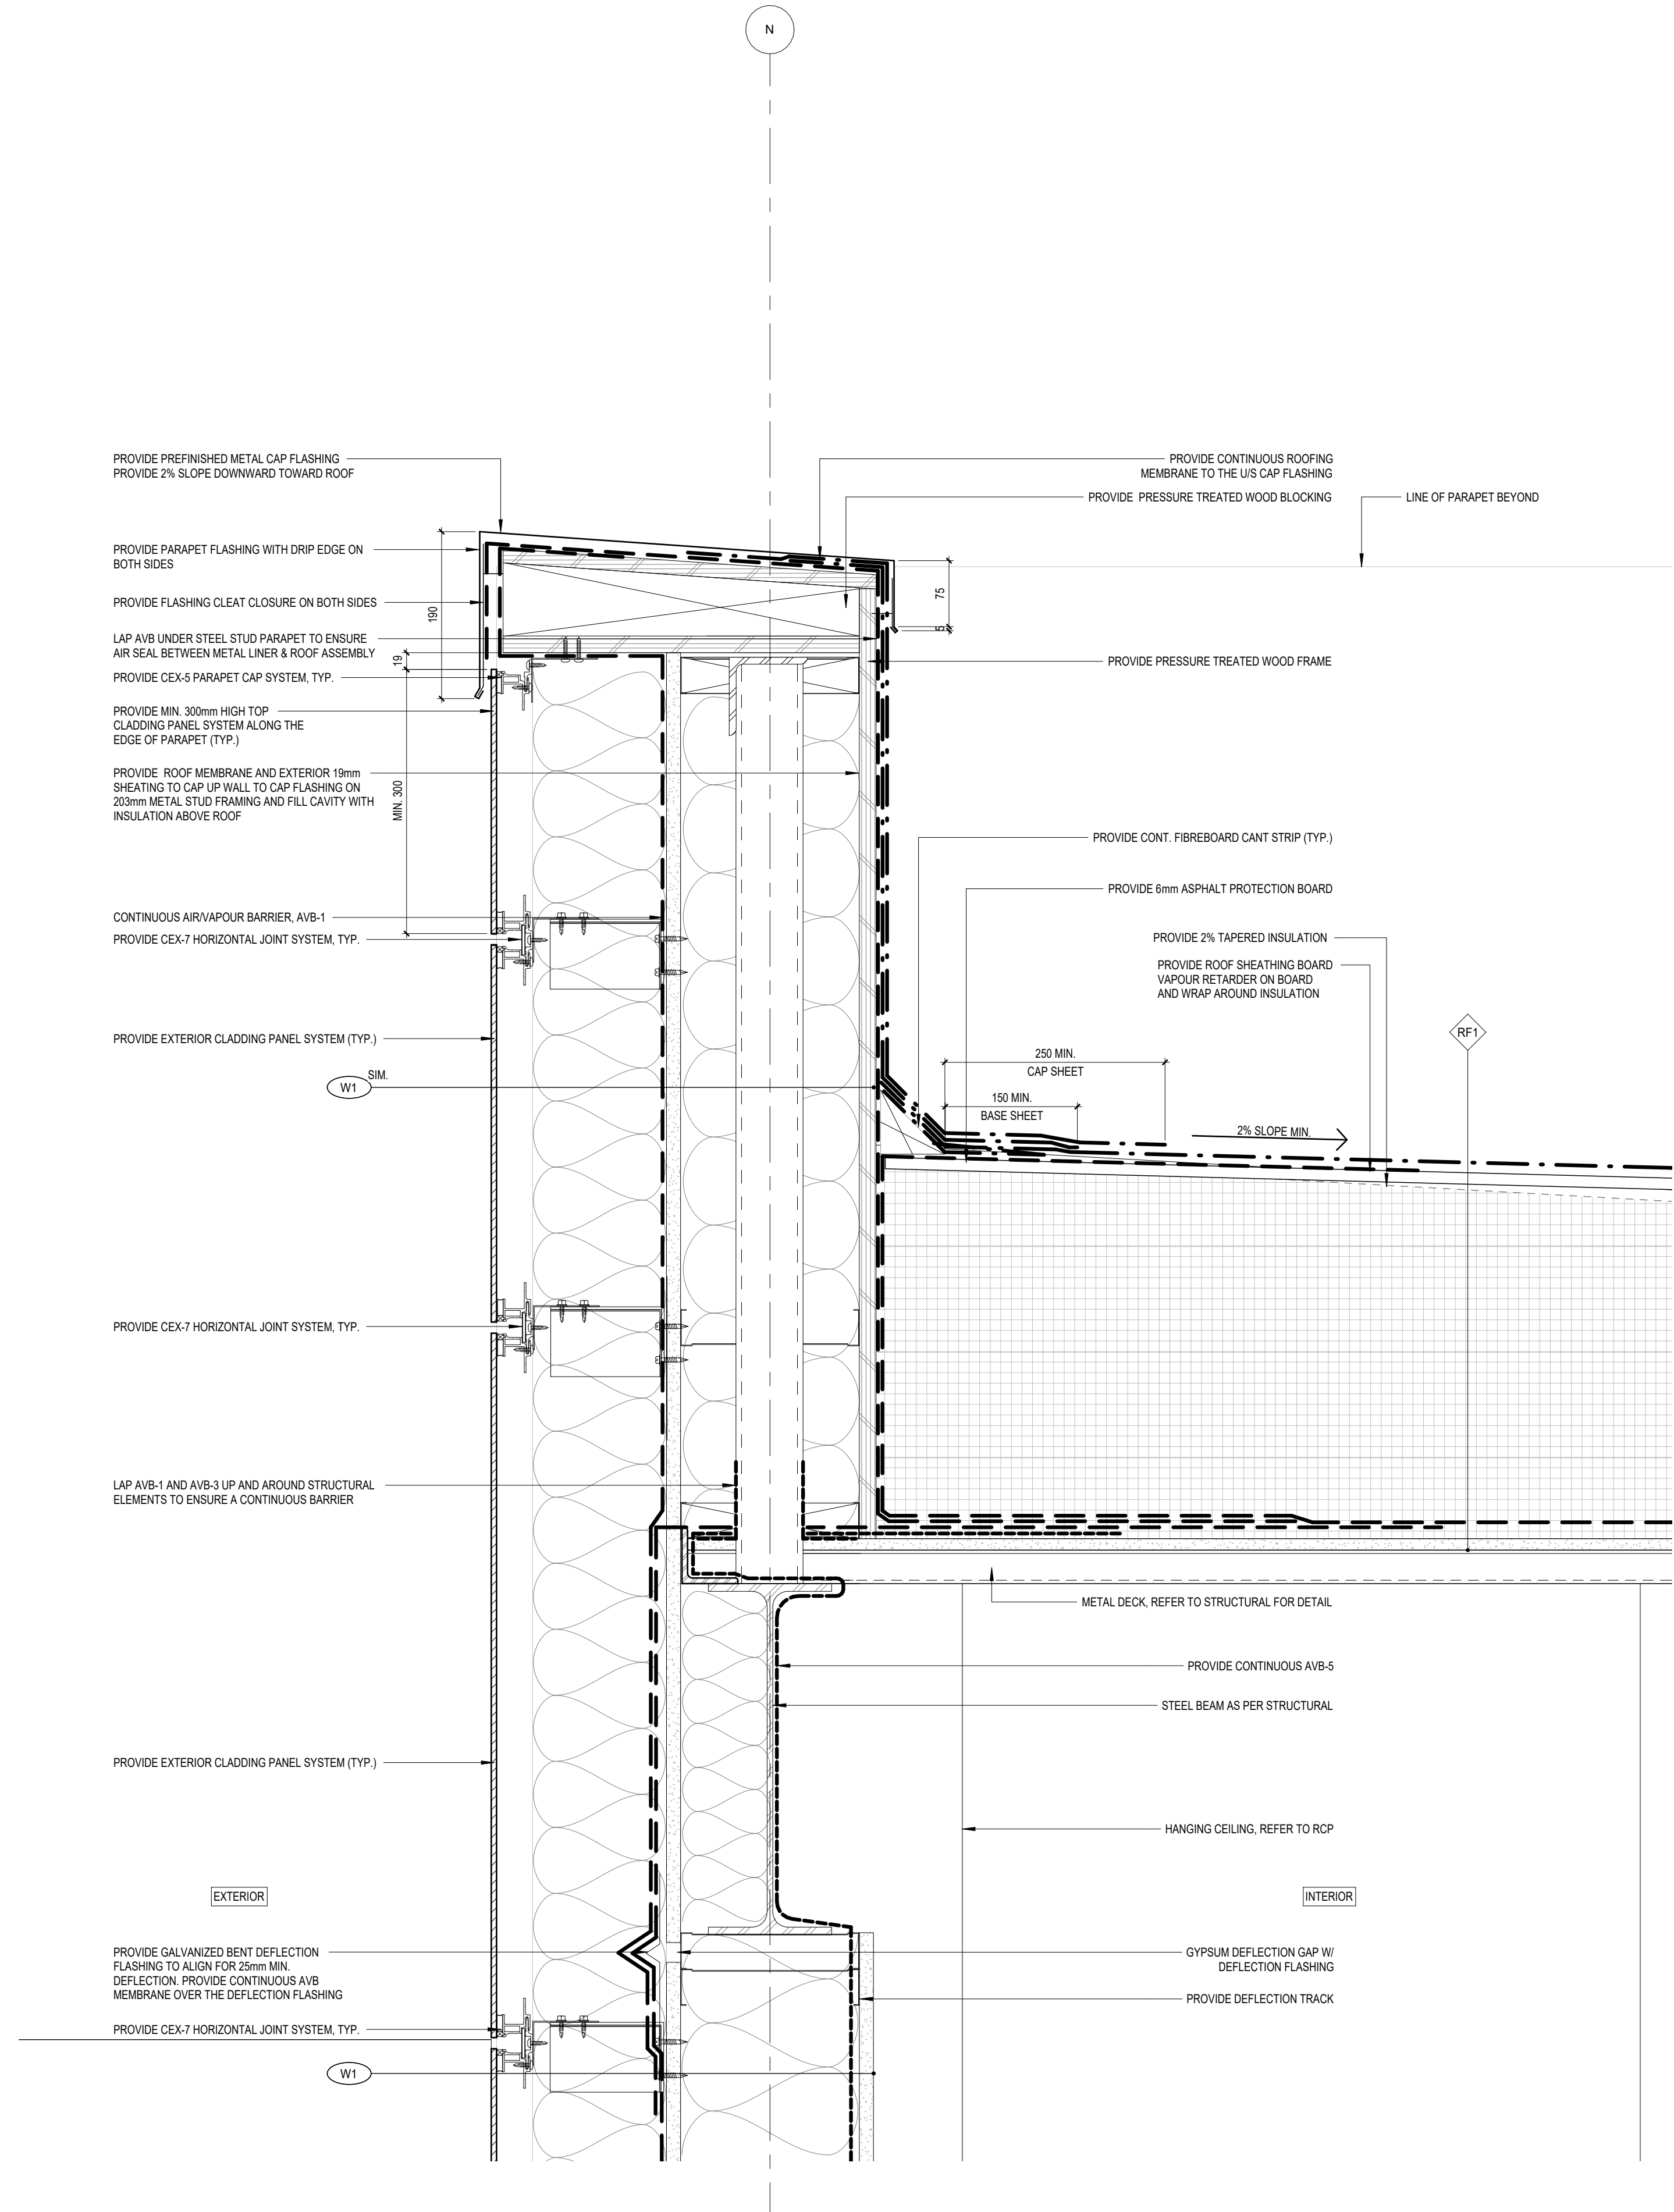 N
PROVIDE PREFINISHED METAL CAP FLASHING
PROVIDE 2% SLOPE DOWNWARD TOWARD ROOF
PROVIDE PARAPET FLASHING WITH DRIP EDGE ON
BOTH SIDES
PROVIDE FLASHING CLEAT CLOSURE ON BOTH SIDES
LAP AVB UNDER STEEL STUD PARAPET TO ENSURE
AIR SEAL BETWEEN METAL LINER & ROOF ASSEMBLY
PROVIDE CEX-5 PARAPET CAP SYSTEM, TYP.
PROVIDE MIN. 300mm HIGH TOP
CLADDING PANEL SYSTEM ALONG THE
EDGE OF PARAPET (TYP.)
PROVIDE ROOF MEMBRANE AND EXTERIOR 19mm
SHEATING TO CAP UP WALL TO CAP FLASHING ON
203mm METAL STUD FRAMING AND FILL CAVITY WITH
INSULATION ABOVE ROOF
CONTINUOUS AIR/VAPOUR BARRIER, AVB-1
PROVIDE CEX-7 HORIZONTAL JOINT SYSTEM, TYP.
PROVIDE EXTERIOR CLADDING PANEL SYSTEM (TYP.)
W1
SIM.
PROVIDE CEX-7 HORIZONTAL JOINT SYSTEM, TYP.
LAP AVB-1 AND AVB-3 UP AND AROUND STRUCTURAL
ELEMENTS TO ENSURE A CONTINUOUS BARRIER
PROVIDE EXTERIOR CLADDING PANEL SYSTEM (TYP.)
EXTERIOR
PROVIDE GALVANIZED BENT DEFLECTION
FLASHING TO ALIGN FOR 25mm MIN.
DEFLECTION. PROVIDE CONTINUOUS AVB
MEMBRANE OVER THE DEFLECTION FLASHING
PROVIDE CEX-7 HORIZONTAL JOINT SYSTEM, TYP.
W1
190
19
MIN. 300
PROVIDE CONTINUOUS ROOFING
MEMBRANE TO THE U/S CAP FLASHING
PROVIDE PRESSURE TREATED WOOD BLOCKING
LINE OF PARAPET BEYOND
75
5
PROVIDE PRESSURE TREATED WOOD FRAME
PROVIDE CONT. FIBREBOARD CANT STRIP (TYP.)
PROVIDE 6mm ASPHALT PROTECTION BOARD
PROVIDE 2% TAPERED INSULATION
PROVIDE ROOF SHEATHING BOARD
VAPOUR RETARDER ON BOARD
AND WRAP AROUND INSULATION
RF1
250 MIN.
CAP SHEET
150 MIN.
BASE SHEET
2% SLOPE MIN.
METAL DECK, REFER TO STRUCTURAL FOR DETAIL
PROVIDE CONTINUOUS AVB-5
STEEL BEAM AS PER STRUCTURAL
HANGING CEILING, REFER TO RCP
INTERIOR
GYPSUM DEFLECTION GAP W/
DEFLECTION FLASHING
PROVIDE DEFLECTION TRACK